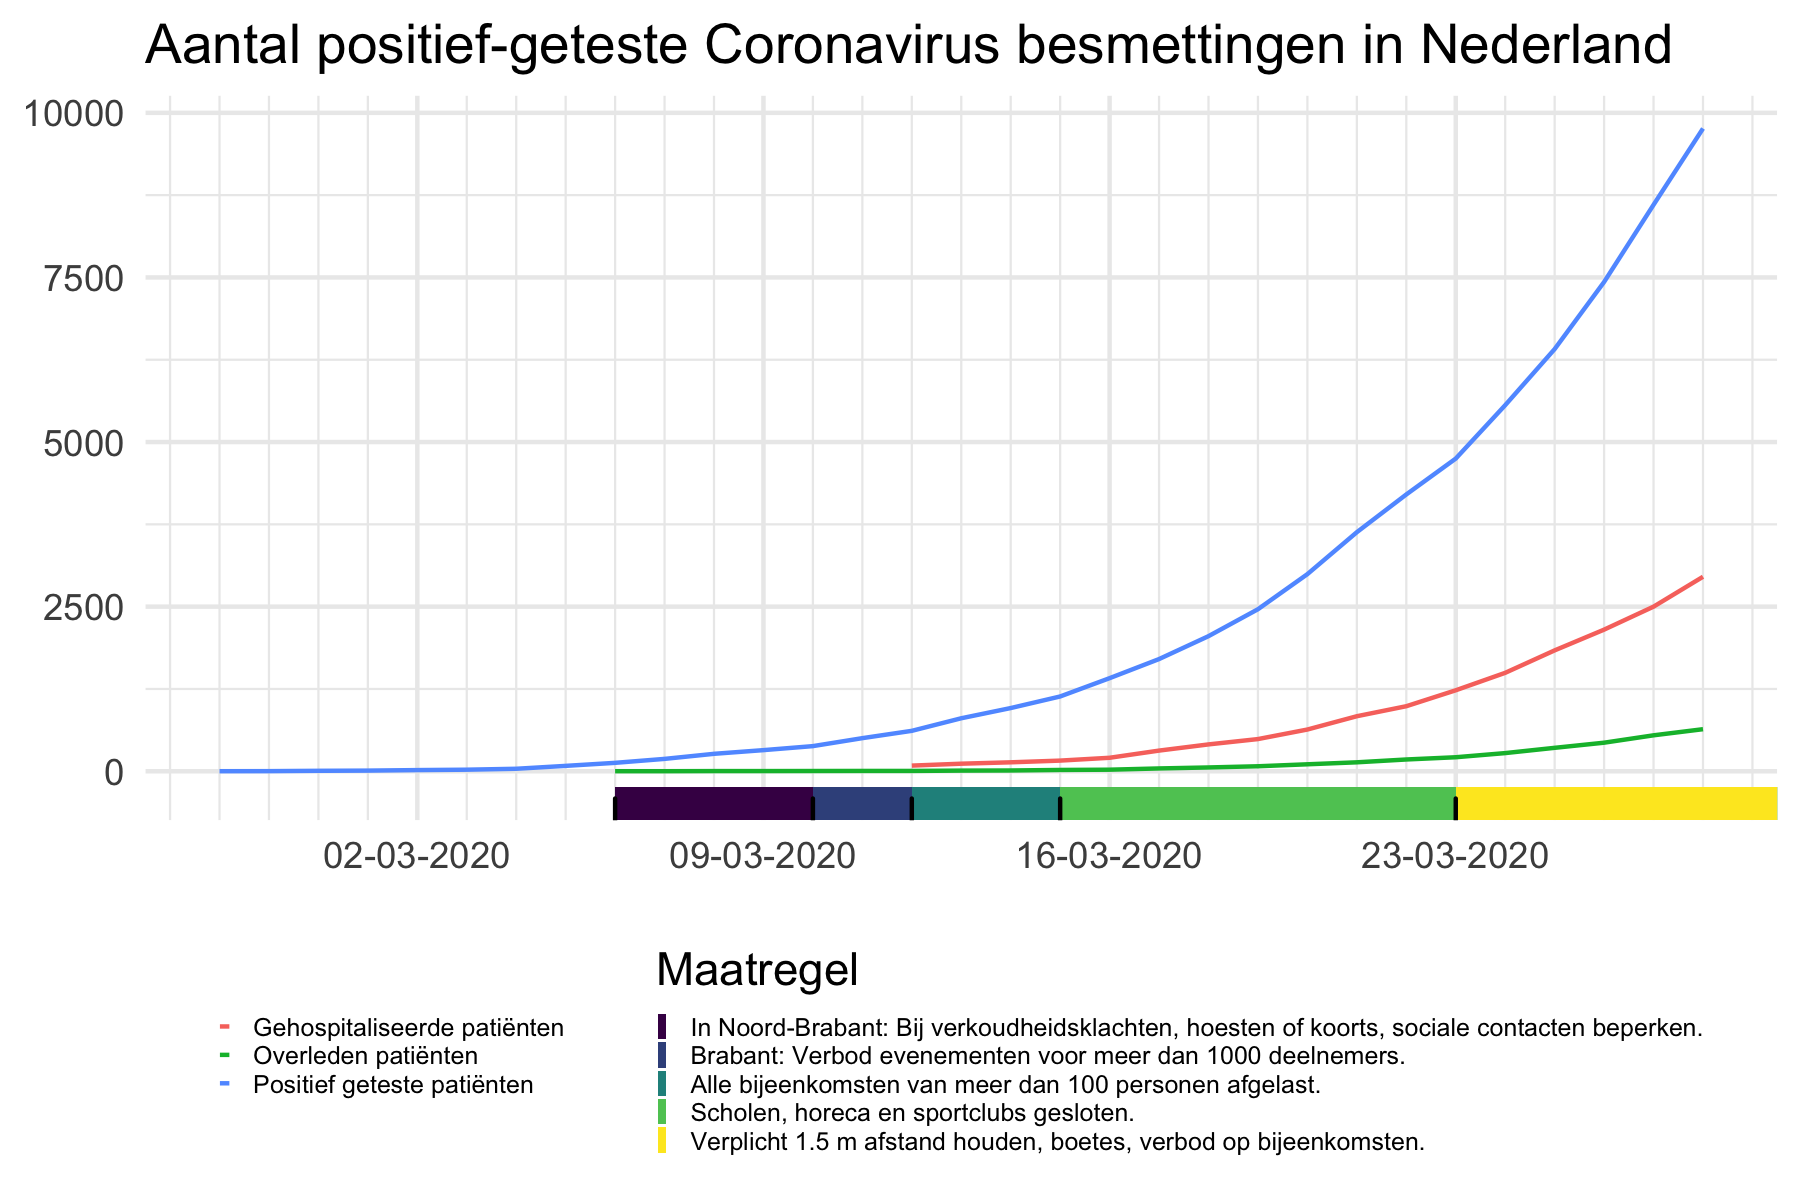 Aantal positief-geteste Coronavirus besmettingen in Nederland
10000
7500
5000
2500
0
02-03-2020
09-03-2020
16-03-2020
23-03-2020
Gehospitaliseerde patiënten
Overleden patiënten
Positief geteste patiënten
Maatregel
In Noord-Brabant: Bij verkoudheidsklachten, hoesten of koorts, sociale contacten beperken.
Brabant: Verbod evenementen voor meer dan 1000 deelnemers.
Alle bijeenkomsten van meer dan 100 personen afgelast.
Scholen, horeca en sportclubs gesloten.
Verplicht 1.5 m afstand houden, boetes, verbod op bijeenkomsten.